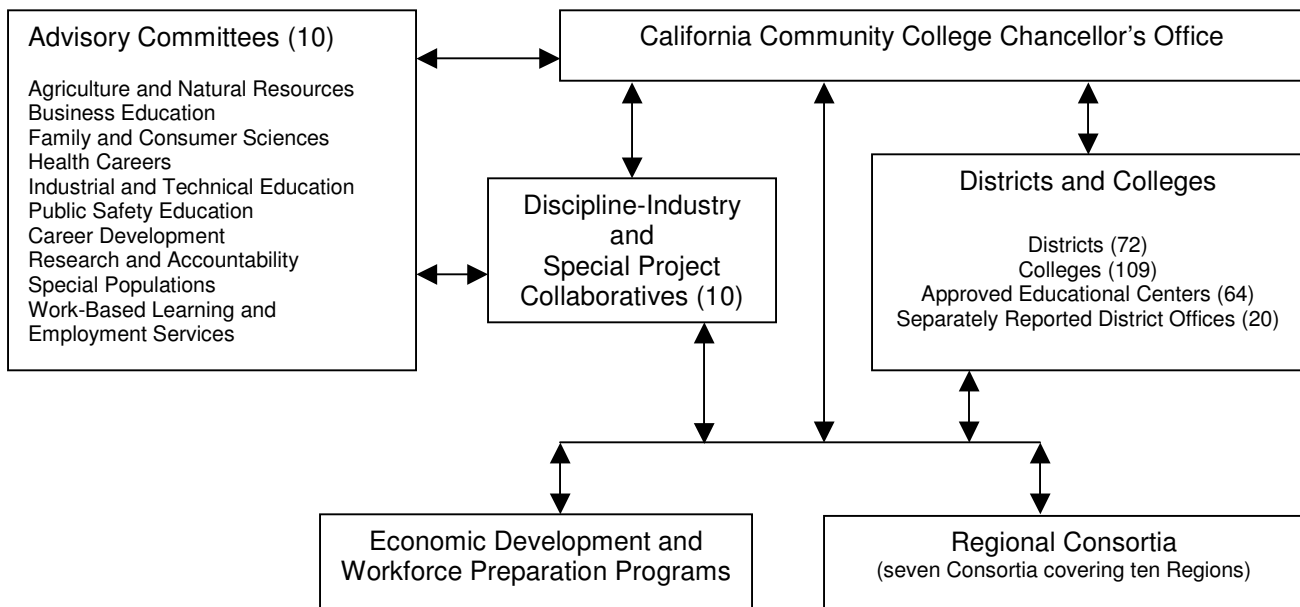 Advisory Committees (10)
Agriculture and Natural Resources
Business Education
Family and Consumer Sciences
Health Careers
Industrial and Technical Education
Public Safety Education
Career Development
Research and Accountability
Special Populations
Work-Based Learning and
Employment Services
California Community College Chancellor's Office
Discipline-Industry
and
Special Project
Collaboratives (10)
Districts and Colleges
Districts (72)
Colleges (109)
Approved Educational Centers (64)
Separately Reported District Offices (20)
Economic Development and
Workforce Preparation Programs
Regional Consortia
(seven Consortia covering ten Regions)